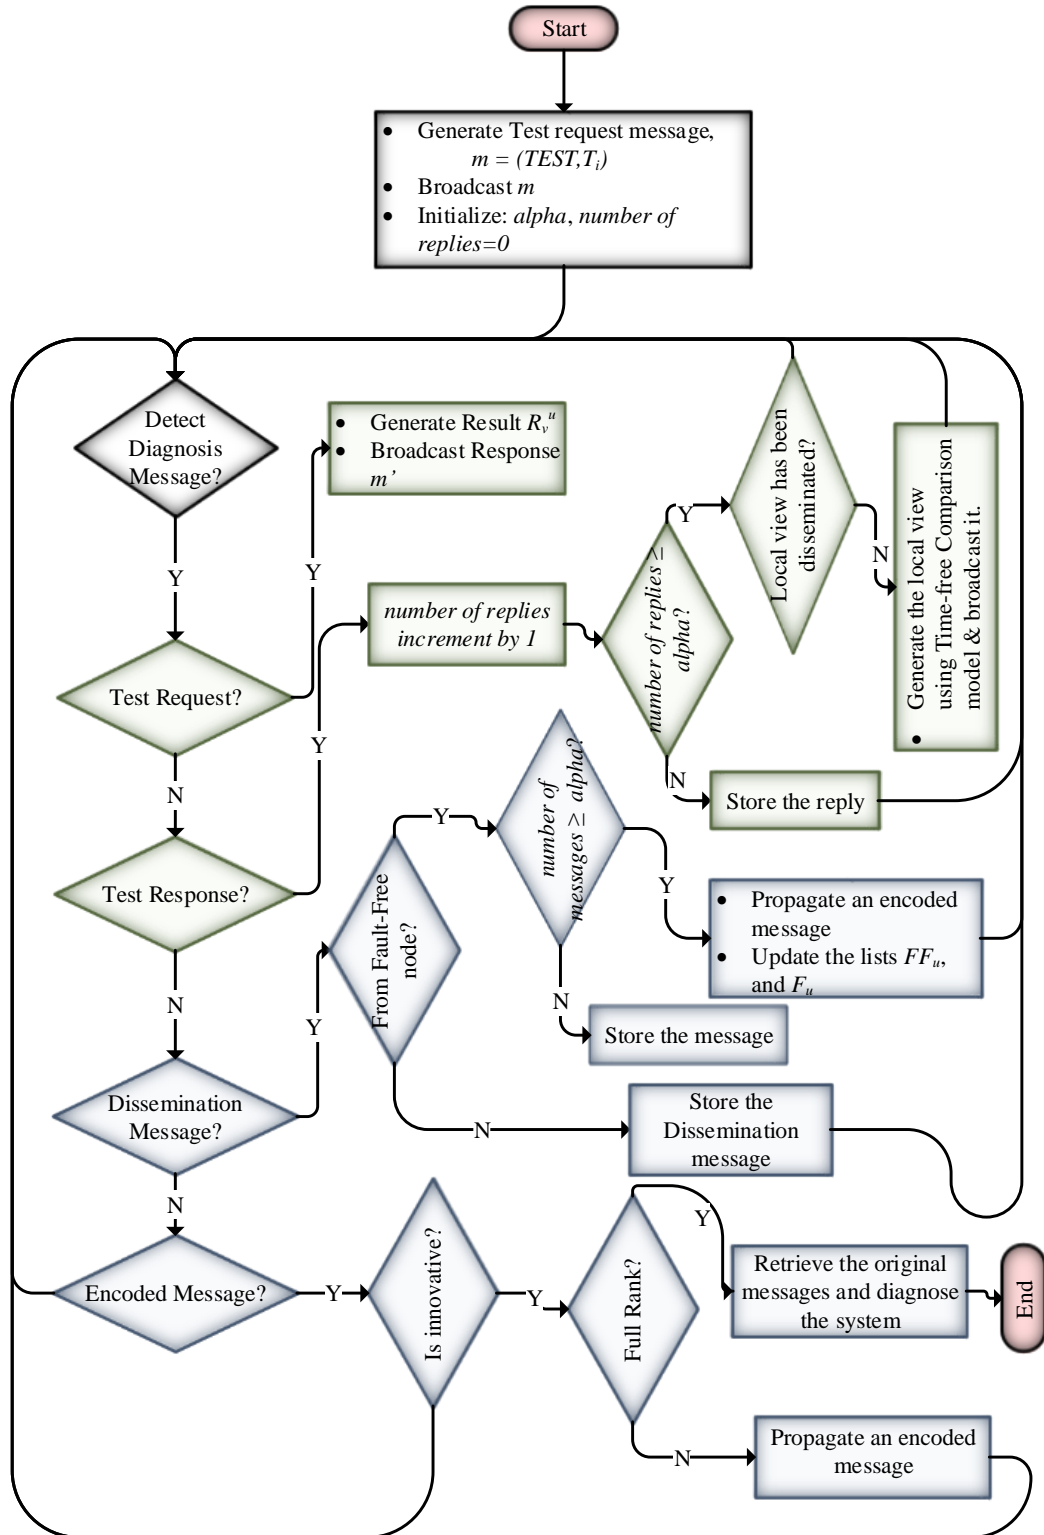 Start
• Generate Test request message,
m = (TEST,Ti)
• Broadcast m
• Initialize: alpha, number of
replies=0
Detect
Diagnosis
Message?
• Generate Result Rvu
• Broadcast Response
m’
Y
Y
Test Request?
number of replies
increment by 1
Y
number of replies ≥
alpha?
Y
Local view has been
disseminated?
N
• Generate the local view
using Time-free Comparison
model & broadcast it.
N
Store the reply
N
Test Response?
From Fault-Free
node?
Y
number of
messages ≥ alpha?
Y
• Propagate an encoded
message
• Update the lists FFu,
and Fu
N
Store the message
N
Y
Dissemination
Message?
N
Store the
Dissemination
message
N
Encoded Message?
Y
Is innovative?
Y
Full Rank?
Y
Retrieve the original
messages and diagnose
the system
End
N
Propagate an encoded
message